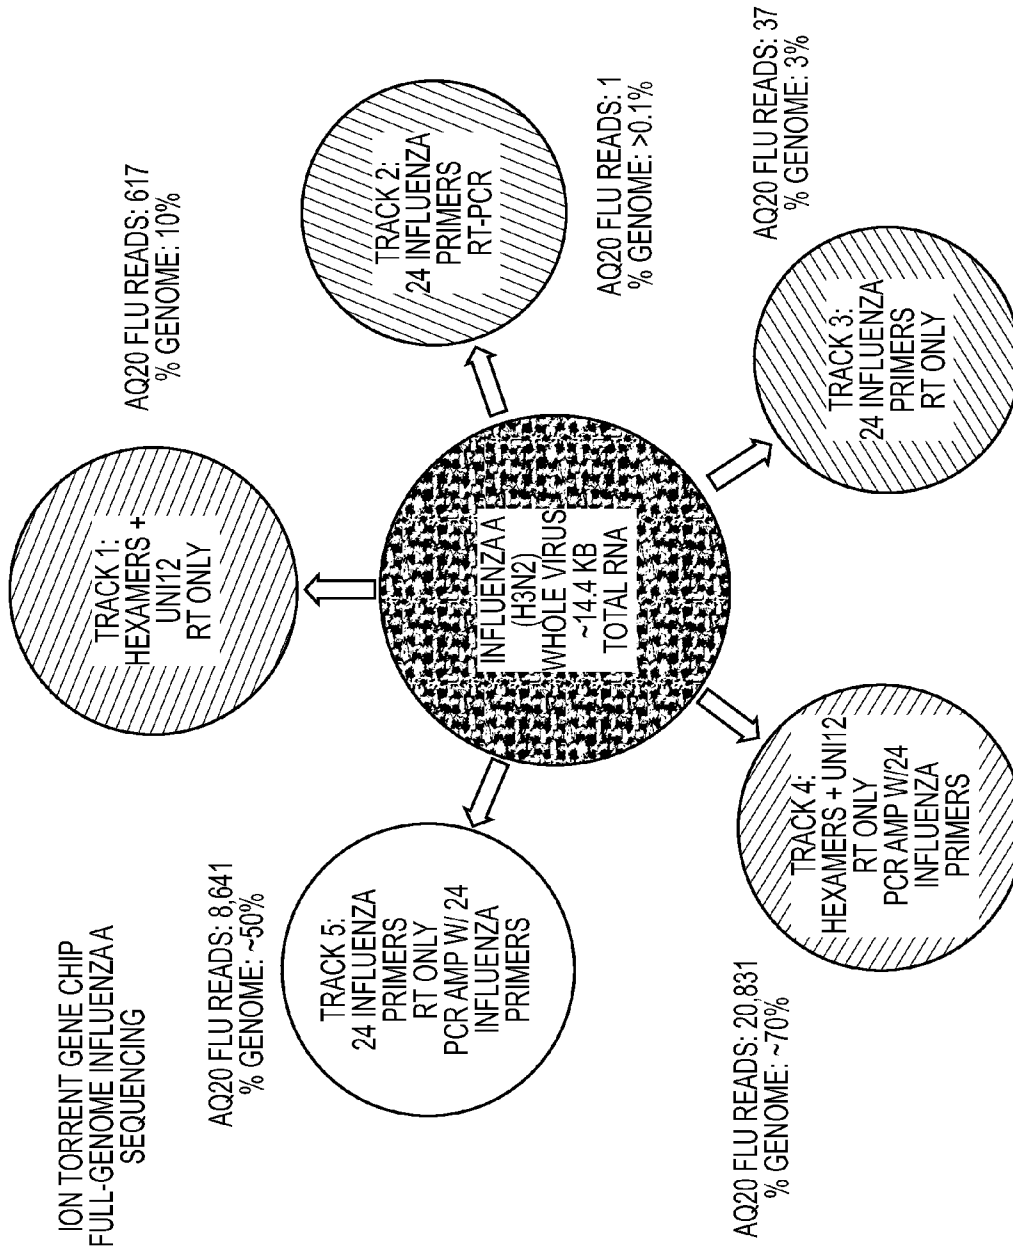 ION TORRENT GENE CHIP
FULL-GENOME INFLUENZA A
SEQUENCING
TRACK 1:
HEXAMERS +
UNI12
RT ONLY
AQ20 FLU READS: 617
% GENOME: 10%
TRACK 2:
24 INFLUENZA
PRIMERS
RT-PCR
AQ20 FLU READS: 1
% GENOME: >0.1%
TRACK 3:
24 INFLUENZA
PRIMERS
RT ONLY
AQ20 FLU READS: 37
% GENOME: 3%
TRACK 4:
HEXAMERS + UNI12
RT ONLY
PCR AMP W/24
INFLUENZA
PRIMERS
AQ20 FLU READS: 20,831
% GENOME: ~70%
TRACK 5:
24 INFLUENZA
PRIMERS
RT ONLY
PCR AMP W/ 24
INFLUENZA
PRIMERS
AQ20 FLU READS: 8,641
% GENOME: ~50%
INFLUENZA A
(H3N2)
WHOLE VIRUS
~14.4 KB
TOTAL RNA